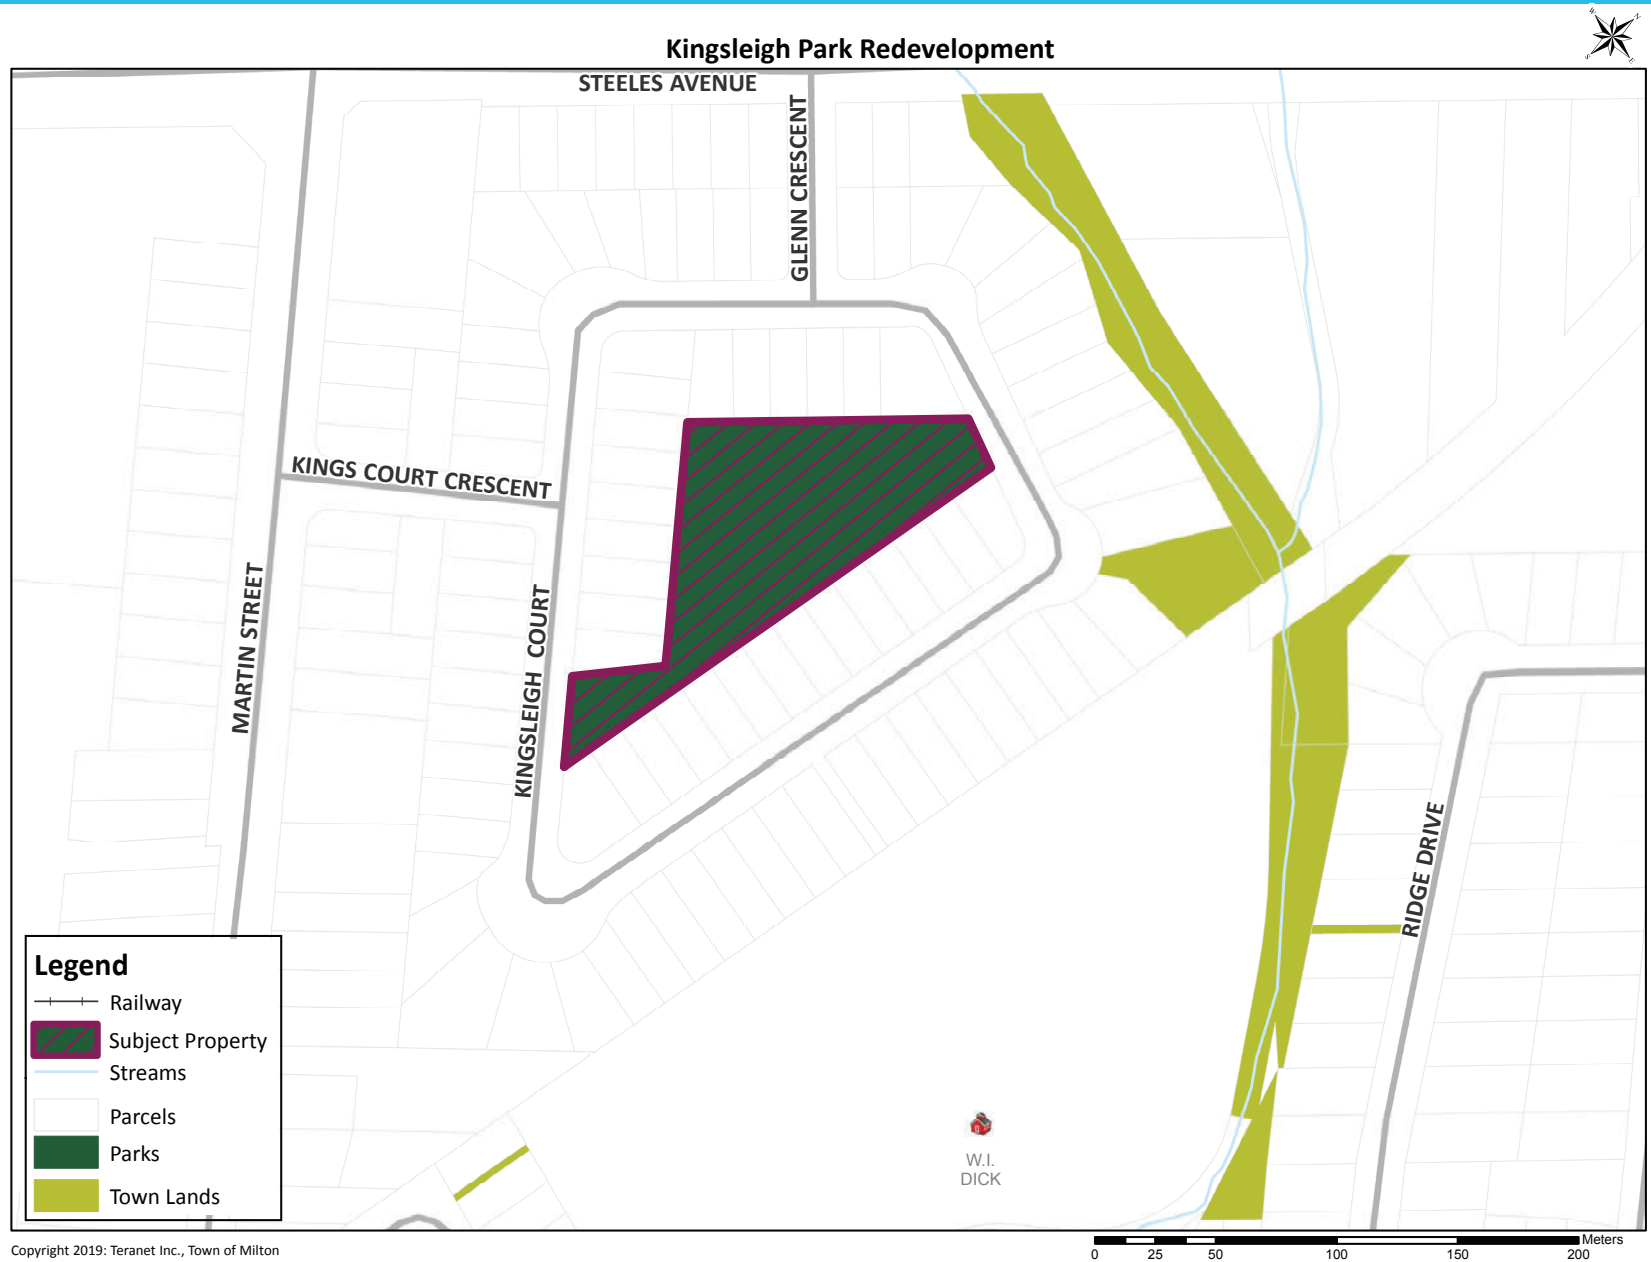 Kingsleigh Park Redevelopment
W
N
S
E
STEELES AVENUE
GLENN CRESCENT
KINGS COURT CRESCENT
MARTIN STREET
KINGSLEIGH COURT
RIDGE DRIVE
Legend
Railway
Subject Property
Streams
Parcels
Parks
Town Lands
W.I.
DICK
Copyright 2019: Teranet Inc., Town of Milton
Meters
0 25 50 100 150 200